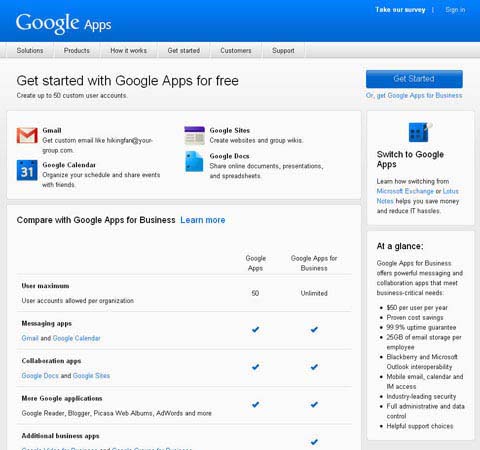 Take our survey | Sign in
Google Apps
Solutions Products How it works Get started Customers Support
Get started with Google Apps for free
Create up to 50 custom user accounts.
Get Started
Or, get Google Apps for Business
Gmail
Get custom email like hikingfan@your-
group.com.
Google Calendar
Organize your schedule and share events
with friends.
Google Sites
Create websites and group wikis.
Google Docs
Share online documents, presentations,
and spreadsheets.
31
Switch to Google
Apps
Learn how switching from
Microsoft Exchange or Lotus
Notes helps you save money
and reduce IT hassles.
Compare with Google Apps for Business Learn more
Google
Apps
Google Apps for
Business
User maximum
User accounts allowed per organization
50
Unlimited
Messaging apps
Gmail and Google Calendar
Collaboration apps
Google Docs and Google Sites
More Google applications
Google Reader, Blogger, Picasa Web Albums, AdWords and more
Additional business apps
Google Video for Business and Google Groups for Business
At a glance:
Google Apps for Business
offers powerful messaging and
collaboration apps that meet
business-critical needs:
$50 per user per year
Proven cost savings
99.9% uptime guarantee
25GB of email storage per
employee
Blackberry and Microsoft
Outlook interoperability
Mobile email, calendar and
IM access
Industry-leading security
Full administrative and data
control
Helpful support choices